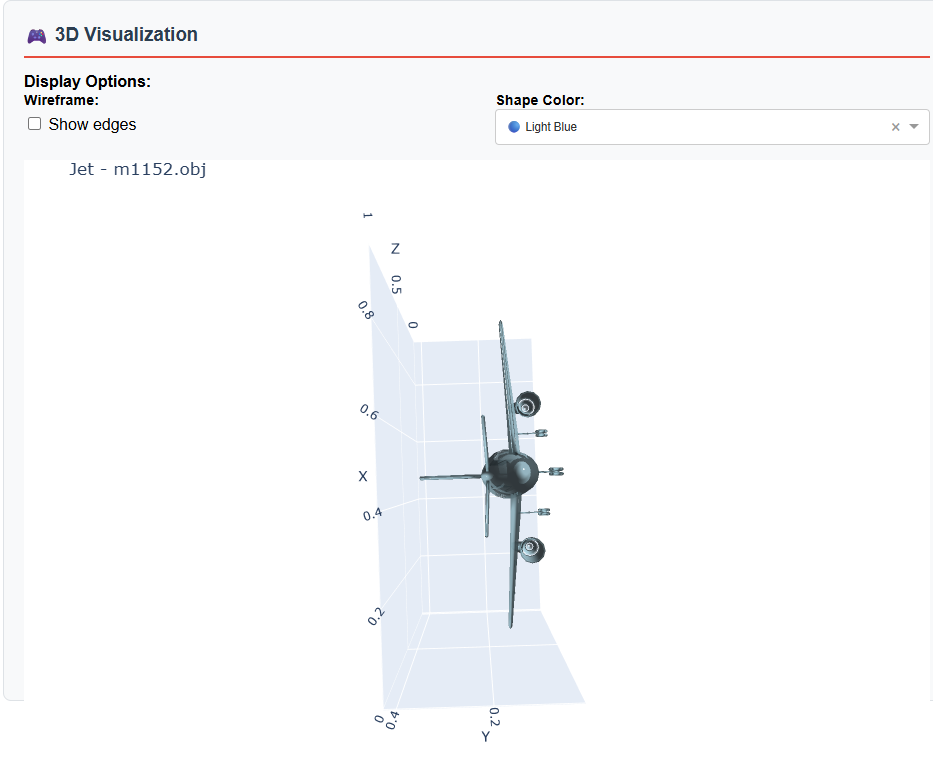 3D Visualization
Display Options:
Wireframe:
Show edges
Shape Color:
Light Blue
Jet - m1152.obj
1
Z
0.5
0
0.8
0.6
X
0.4
0.2
0
0.4
0.2
Y